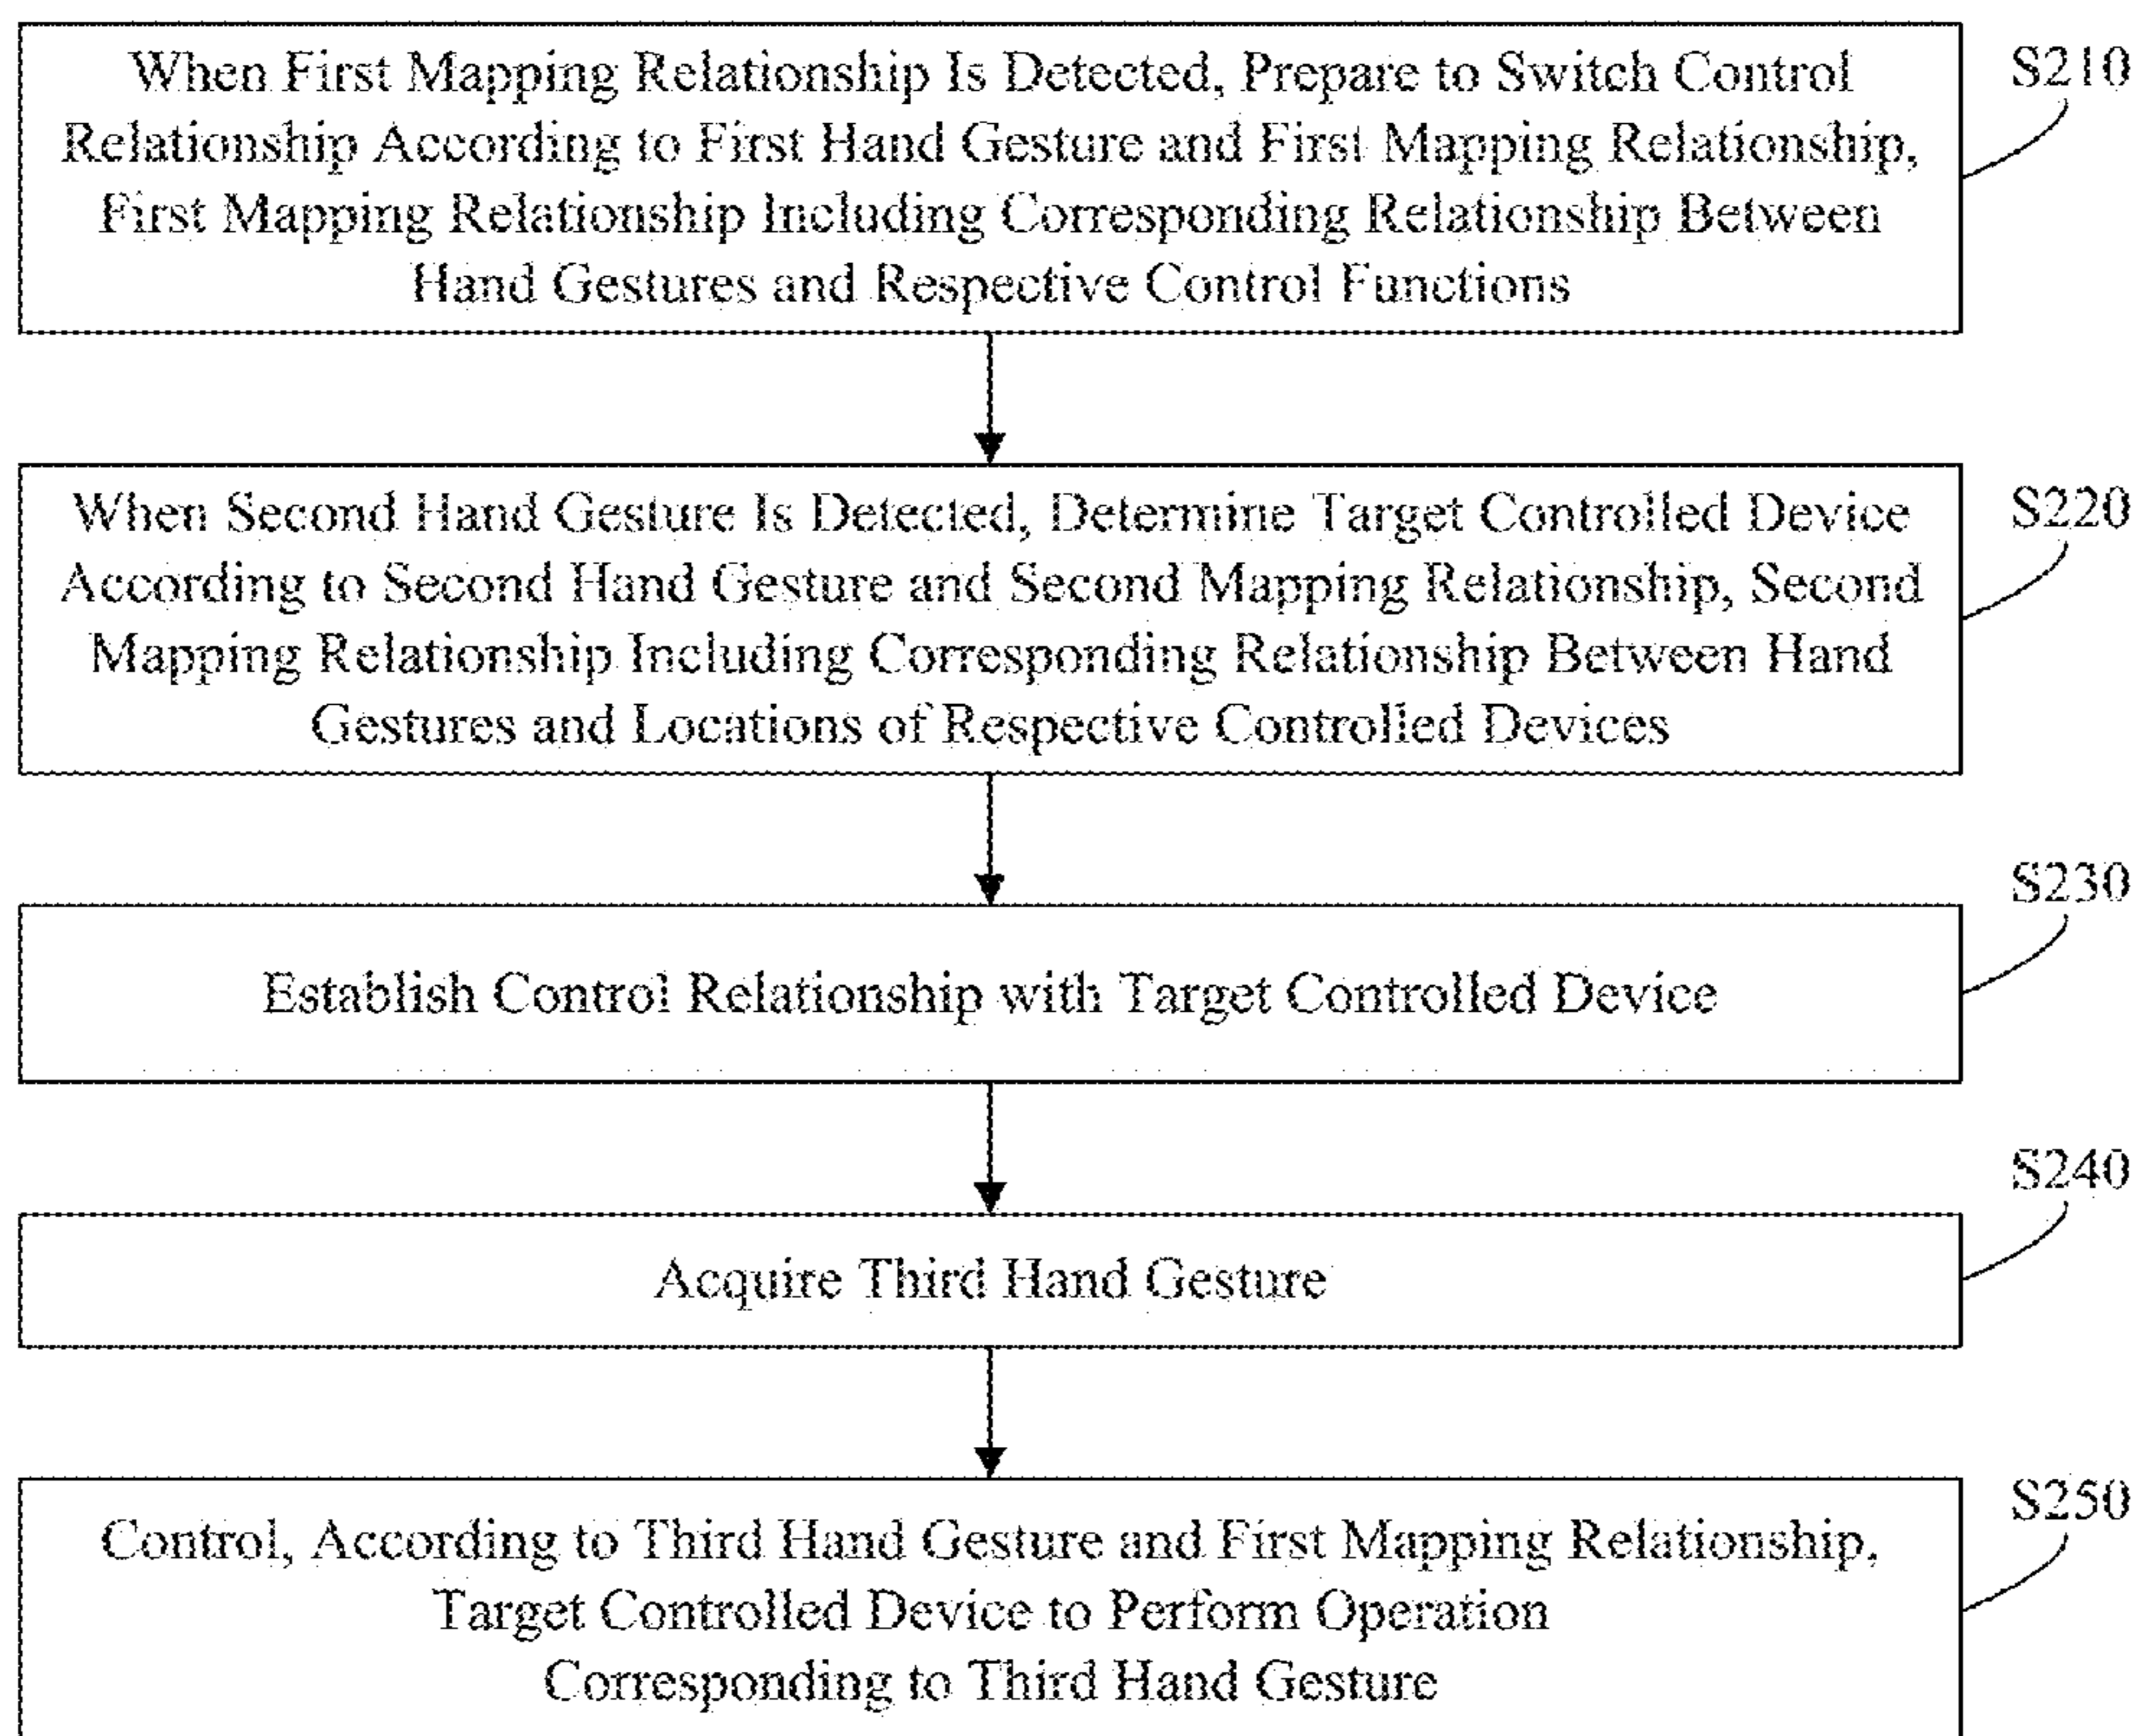 When First Mapping Relationship Is Detected, Prepare to Switch Control
Relationship According to First Hand Gesture and First Mapping Relationship,
First Mapping Relationship Including Corresponding Relationship Between
Hand Gestures and Respective Control Functions
S210
When Second Hand Gesture Is Detected, Determine Target Controlled Device
According to Second Hand Gesture and Second Mapping Relationship, Second
Mapping Relationship Including Corresponding Relationship Between Hand
Gestures and Locations of Respective Controlled Devices
S220
Establish Control Relationship with Target Controlled Device
S230
Acquire Third Hand Gesture
S240
Control, According to Third Hand Gesture and First Mapping Relationship,
Target Controlled Device to Perform Operation
Corresponding to Third Hand Gesture
S250